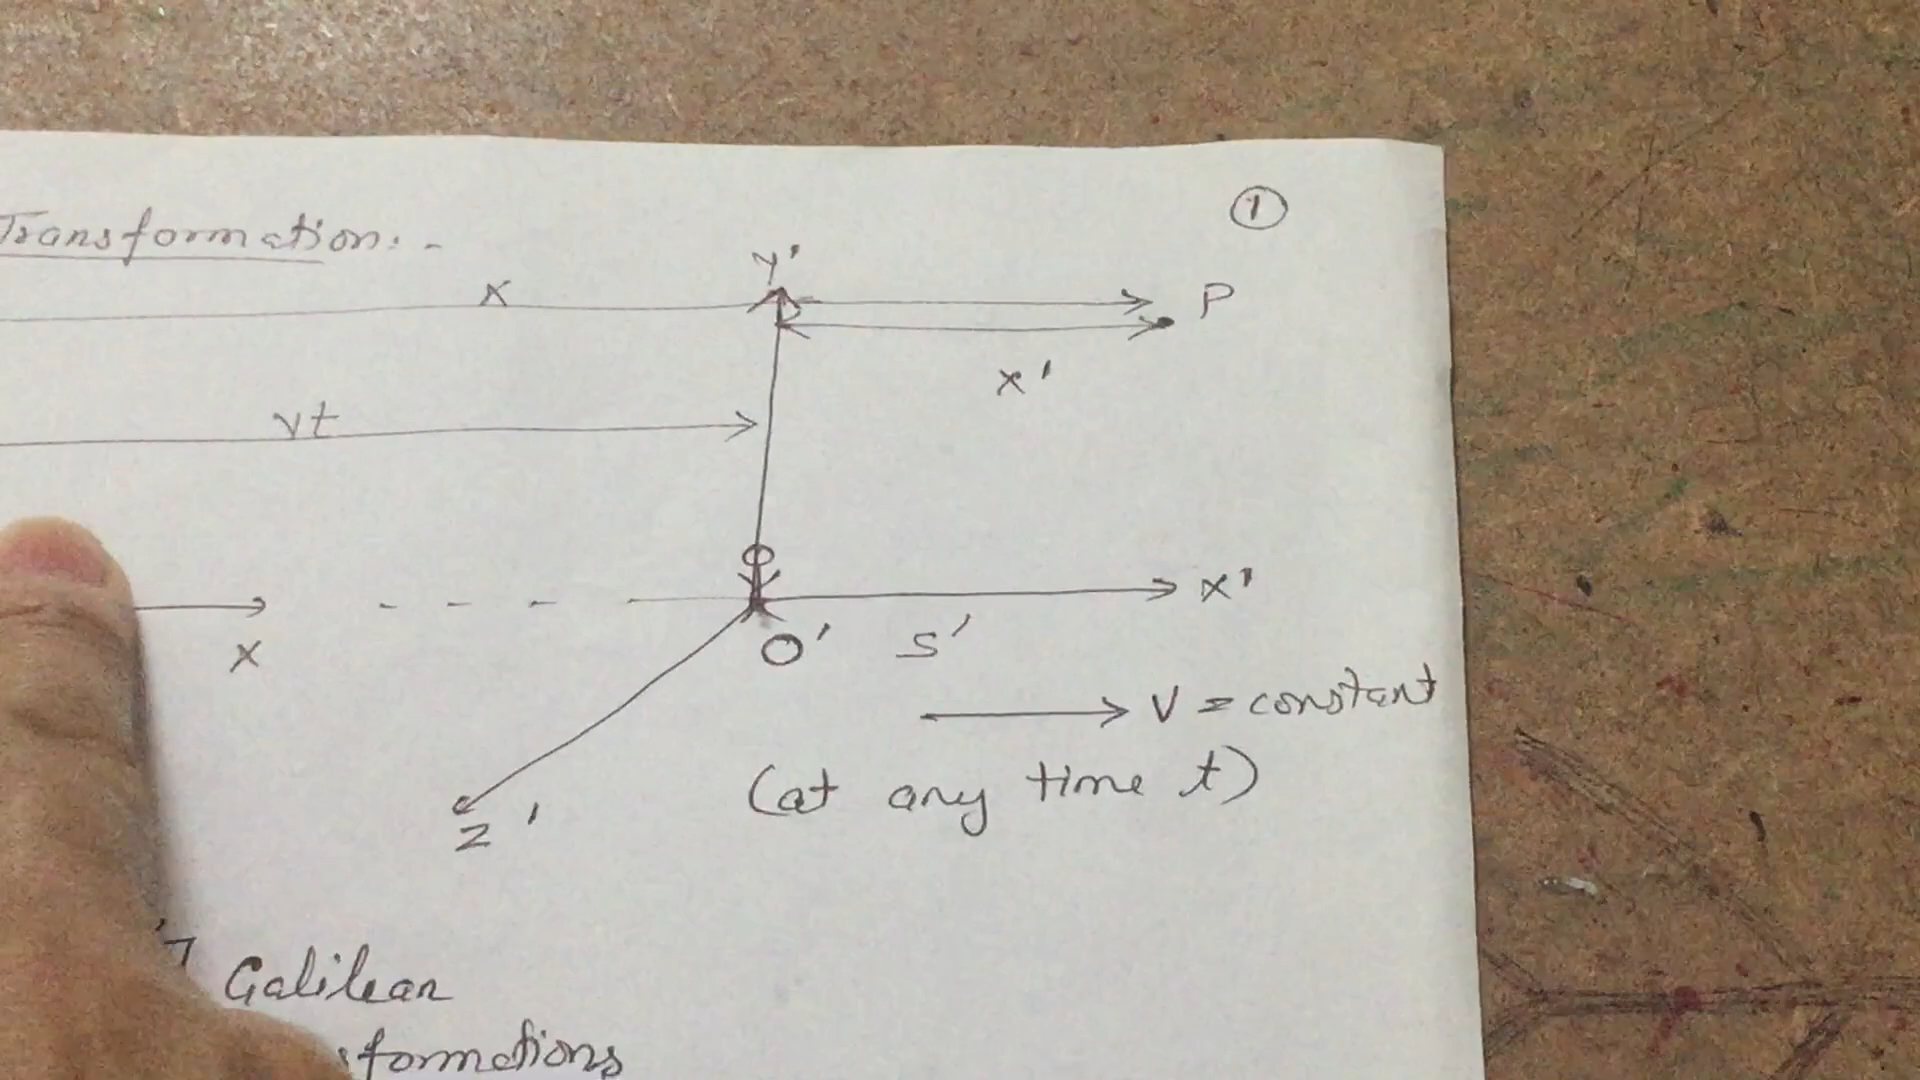 1
Transformation: -
Y'
x
P
x'
vt
x'
x
O' S'
V = constant
(at any time t)
z'
Galilean
formations